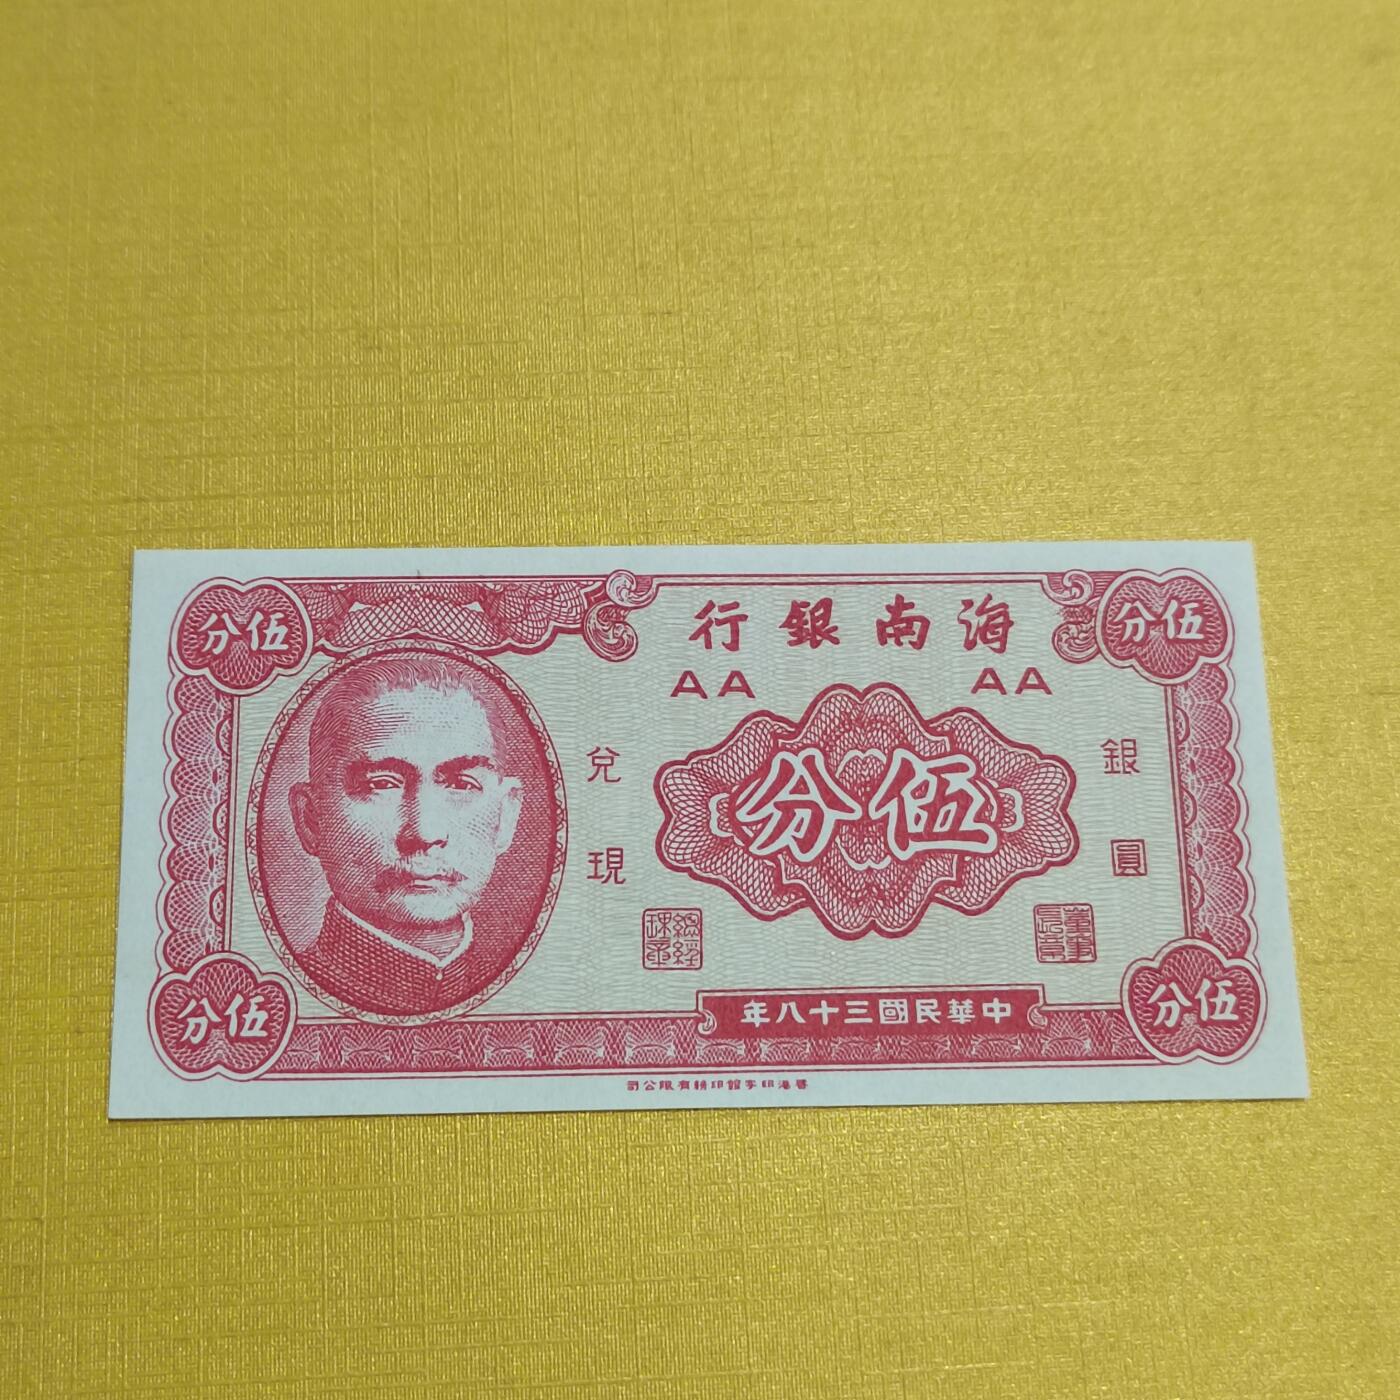 海南銀行
伍分
伍分
AA
AA
銀圓
伍分
兌現
總經理章
董事長章
中華民國三十八年
伍分
伍分
香港印字館印務有限公司